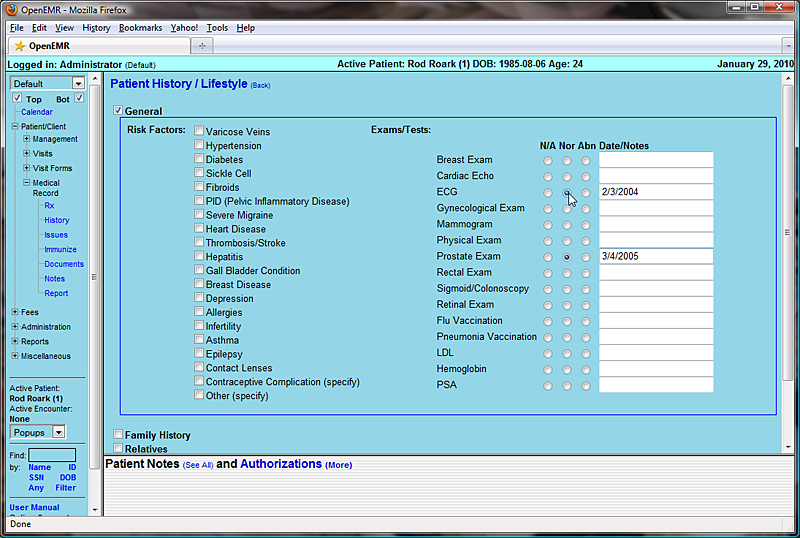 OpenEMR - Mozilla Firefox
File Edit View History Bookmarks Yahoo! Tools Help
OpenEMR
Logged in: Administrator (Default) Active Patient: Rod Roark (1) DOB: 1985-08-06 Age: 24 January 29, 2010
Default
Top Bot
Calendar
Patient/Client
Management
Visits
Visit Forms
Medical
Record
Rx
History
Issues
Immunize
Documents
Notes
Report
Fees
Administration
Reports
Miscellaneous
Active Patient:
Rod Roark (1)
Active Encounter:
None
Popups
Find:
by: Name ID
SSN DOB
Any Filter
User Manual
Patient History / Lifestyle (Back)
General
Risk Factors:
Varicose Veins
Hypertension
Diabetes
Sickle Cell
Fibroids
PID (Pelvic Inflammatory Disease)
Severe Migraine
Heart Disease
Thrombosis/Stroke
Hepatitis
Gall Bladder Condition
Breast Disease
Depression
Allergies
Infertility
Asthma
Epilepsy
Contact Lenses
Contraceptive Complication (specify)
Other (specify)
Exams/Tests:
N/A Nor Abn Date/Notes
Breast Exam
Cardiac Echo
ECG 2/3/2004
Gynecological Exam
Mammogram
Physical Exam
Prostate Exam 3/4/2005
Rectal Exam
Sigmoid/Colonoscopy
Retinal Exam
Flu Vaccination
Pneumonia Vaccination
LDL
Hemoglobin
PSA
Family History
Relatives
Patient Notes (See All) and Authorizations (More)
Done